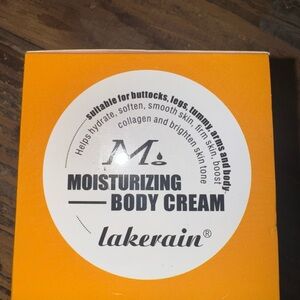 suitable for buttocks, legs, tummy, arms and body
Helps hydrate, soften, smooth skin, firm skin, boost
collagen and brighten skin tone
M
MOISTURIZING
BODY CREAM
lakerain®